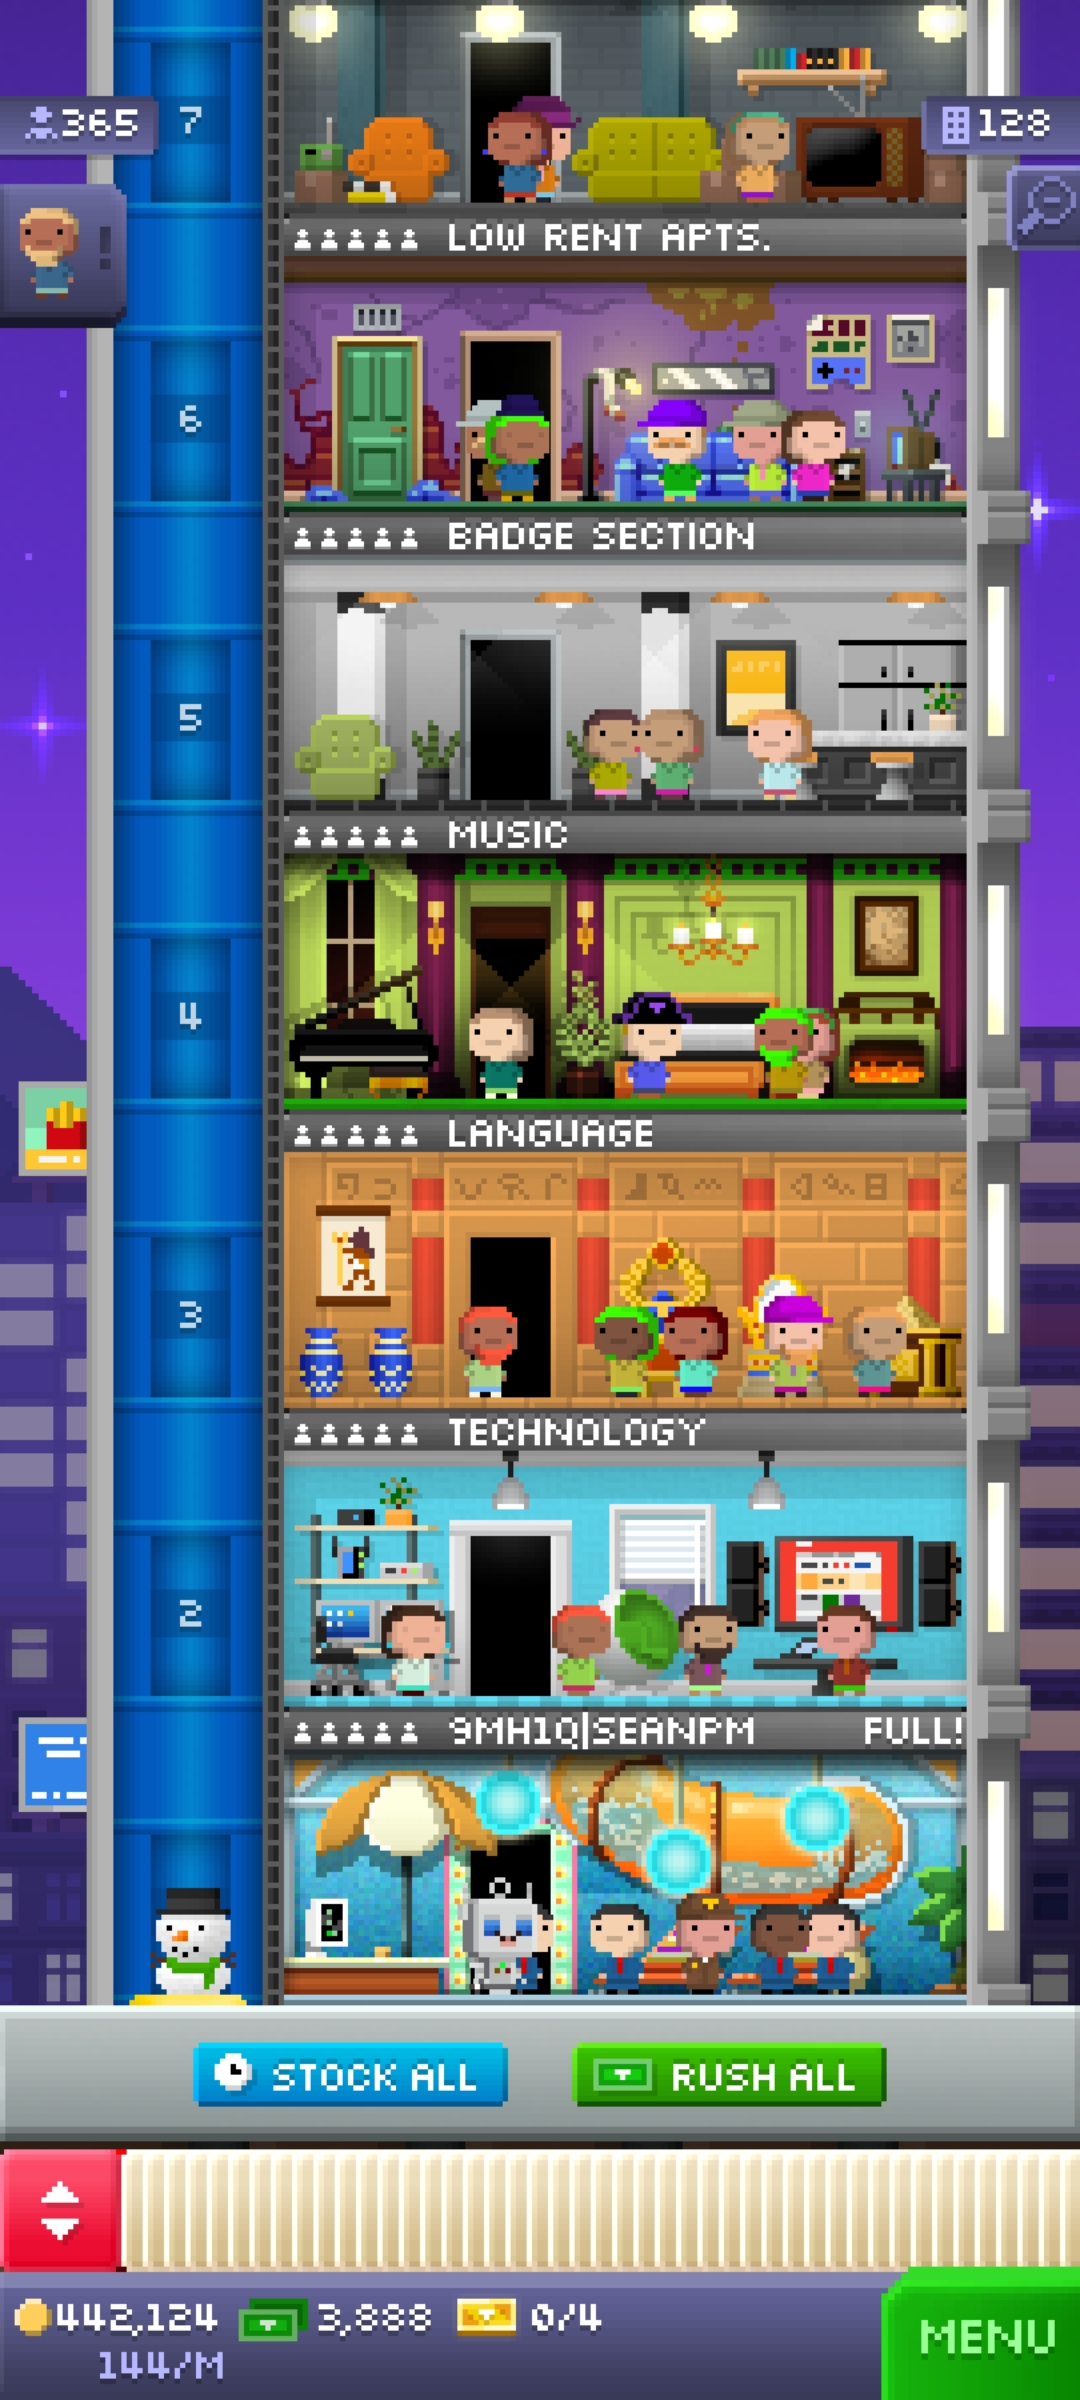 7
365
128
LOW RENT APTS.
6
BADGE SECTION
5
MUSIC
4
LANGUAGE
3
TECHNOLOGY
2
9MH1Q|SEANPM FULL!
STOCK ALL
RUSH ALL
442,124 3,888 0/4
144/M
MENU